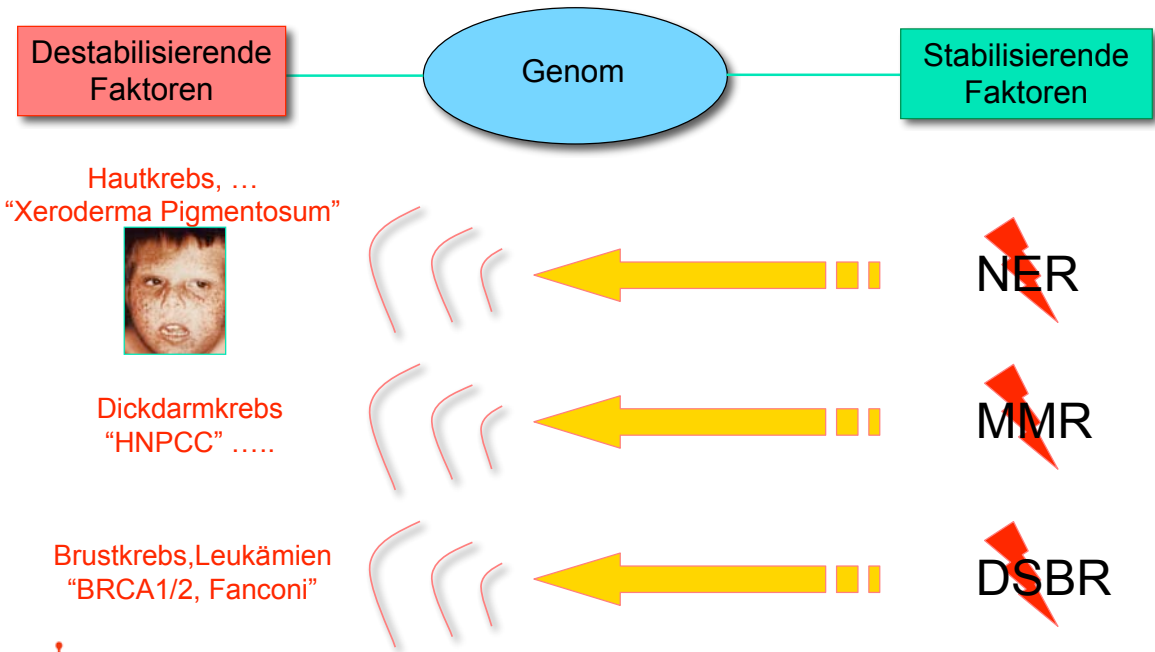 Destabilisierende
Faktoren
Genom
Stabilisierende
Faktoren
Hautkrebs, …
“Xeroderma Pigmentosum”
NER
Dickdarmkrebs
“HNPCC” …..
MMR
Brustkrebs,Leukämien
“BRCA1/2, Fanconi”
DSBR